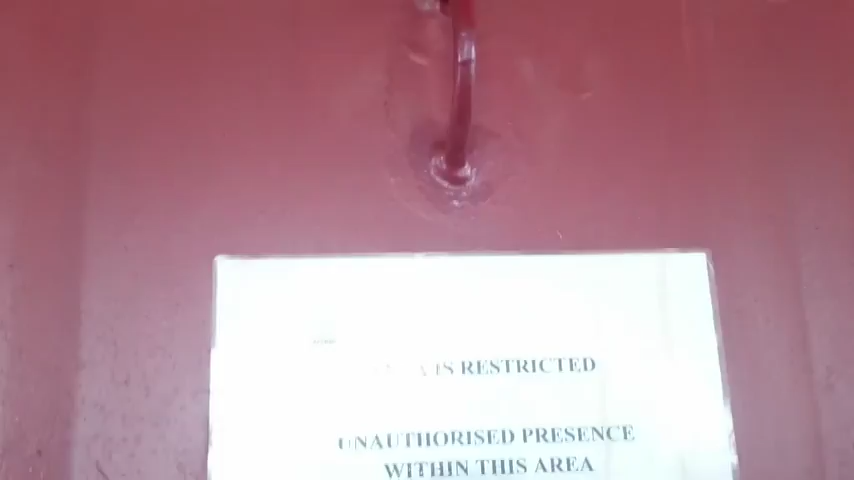 IS RESTRICTED
UNAUTHORISED PRESENCE
WITHIN THIS AREA